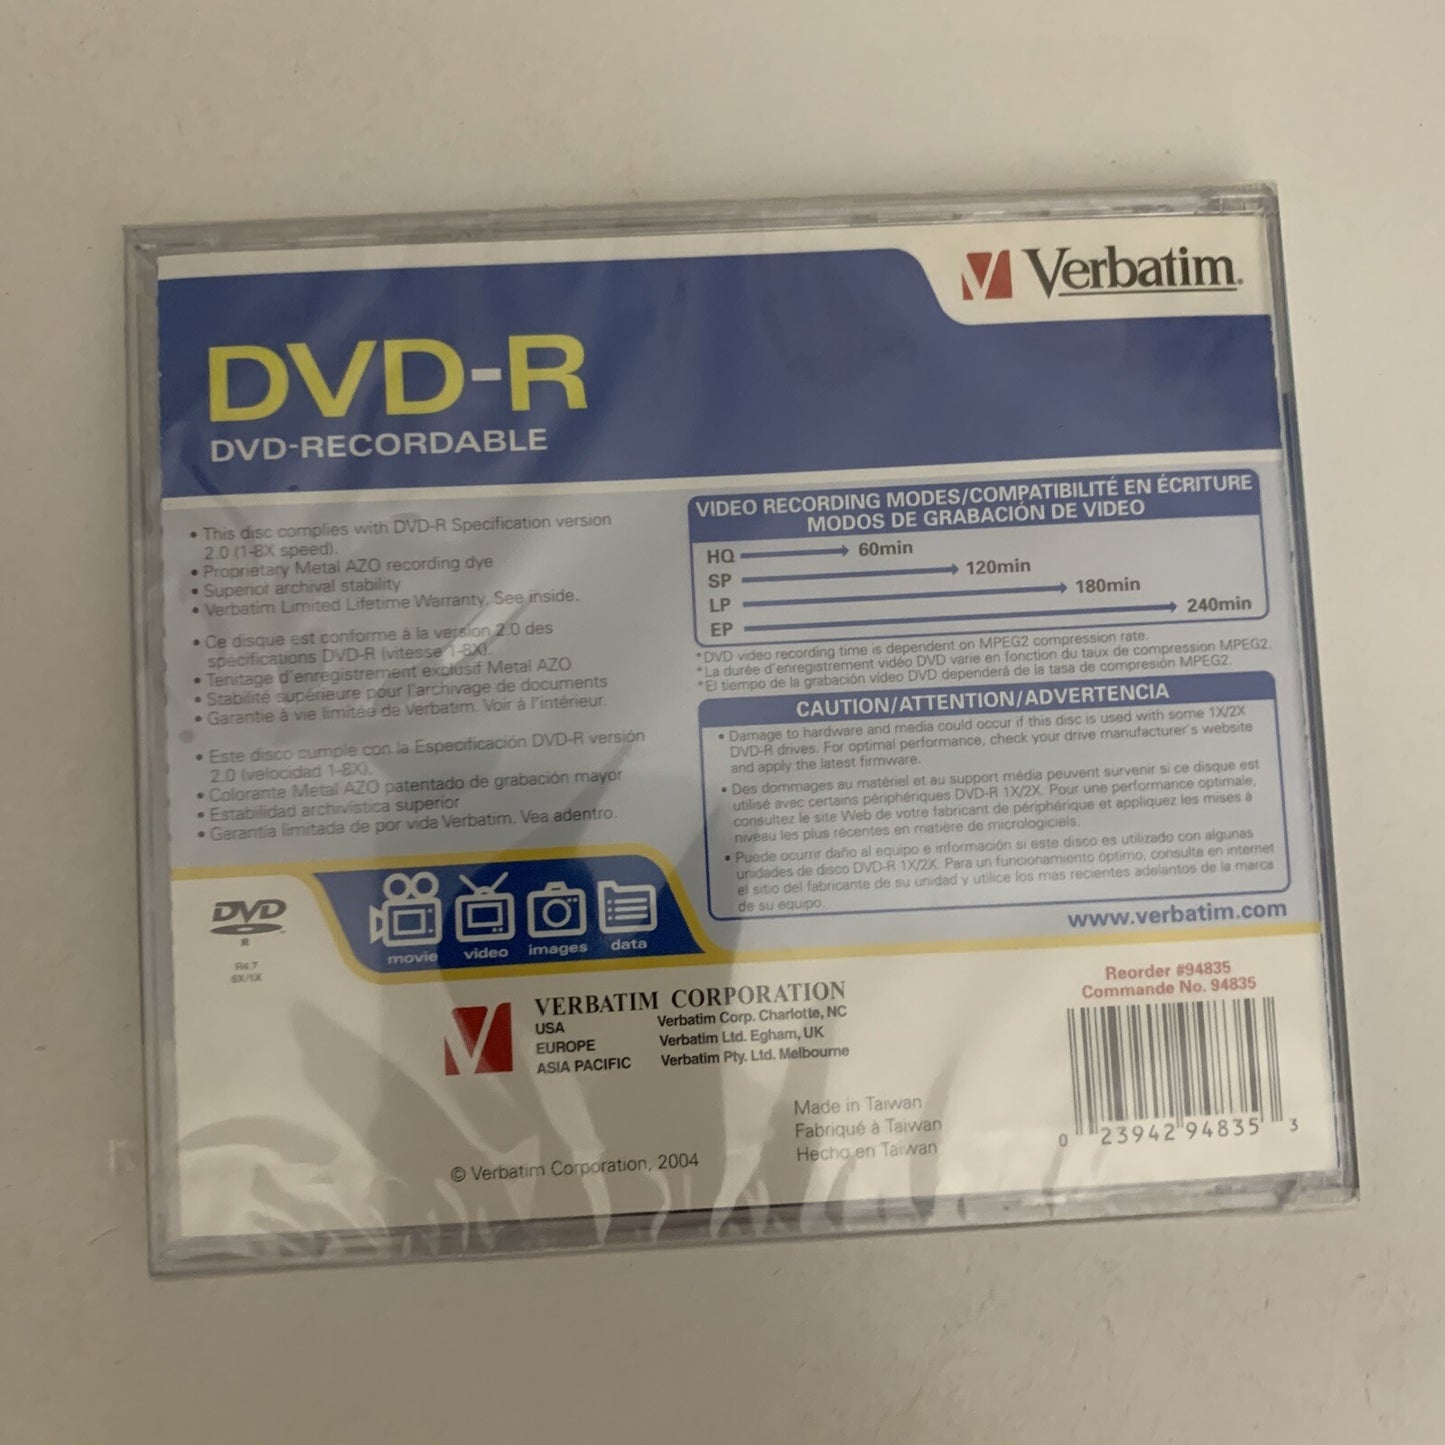 Verbatim.
DVD-R
DVD-RECORDABLE
• This disc complies with DVD-R Specification version
2.0 (1-8X speed).
• Proprietary Metal AZO recording dye
• Superior archival stability
• Verbatim Limited Lifetime Warranty. See inside.
• Ce disque est conforme à la version 2.0 des
spécifications DVD-R (vitesse 1-8X).
• Tenitage d'enregistrement exclusif Metal AZO
• Stabilité supérieure pour l'archivage de documents
• Garantie à vie limitée de Verbatim. Voir à l'intérieur.
• Este disco cumple con la Especificación DVD-R versión
2.0 (velocidad 1-8X).
• Colorante Metal AZO patentado de grabación mayor
• Estabilidad archivística superior
• Garantía limitada de por vida Verbatim. Vea adentro.
VIDEO RECORDING MODES/COMPATIBILITÉ EN ÉCRITURE
MODOS DE GRABACIÓN DE VIDEO
HQ 60min
SP 120min
LP 180min
EP 240min
*DVD video recording time is dependent on MPEG2 compression rate.
*La durée d'enregistrement vidéo DVD varie en fonction du taux de compression MPEG2.
*El tiempo de la grabación vídeo DVD dependerá de la tasa de compresión MPEG2.
CAUTION/ATTENTION/ADVERTENCIA
• Damage to hardware and media could occur if this disc is used with some 1X/2X
DVD-R drives. For optimal performance, check your drive manufacturer's website
and apply the latest firmware.
• Des dommages au matériel et au support média peuvent survenir si ce disque est
utilisé avec certains périphériques DVD-R 1X/2X. Pour une performance optimale,
consultez le site Web de votre fabricant de périphérique et appliquez les mises à
niveau les plus récentes en matière de micrologiciels.
• Puede ocurrir daño al equipo e información si este disco es utilizado con algunas
unidades de disco DVD-R 1X/2X. Para un funcionamiento óptimo, consulte en internet
el sitio del fabricante de su unidad y utilice los mas recientes adelantos de la marca
de su equipo.
www.verbatim.com
DVD
R
R4.7
8X/1X
movie video images data
VERBATIM CORPORATION
USA Verbatim Corp. Charlotte, NC
EUROPE Verbatim Ltd. Egham, UK
ASIA PACIFIC Verbatim Pty. Ltd. Melbourne
Reorder #94835
Commande No. 94835
0 23942 94835 3
Made in Taiwan
Fabriqué à Taiwan
Hecho en Taiwan
© Verbatim Corporation, 2004